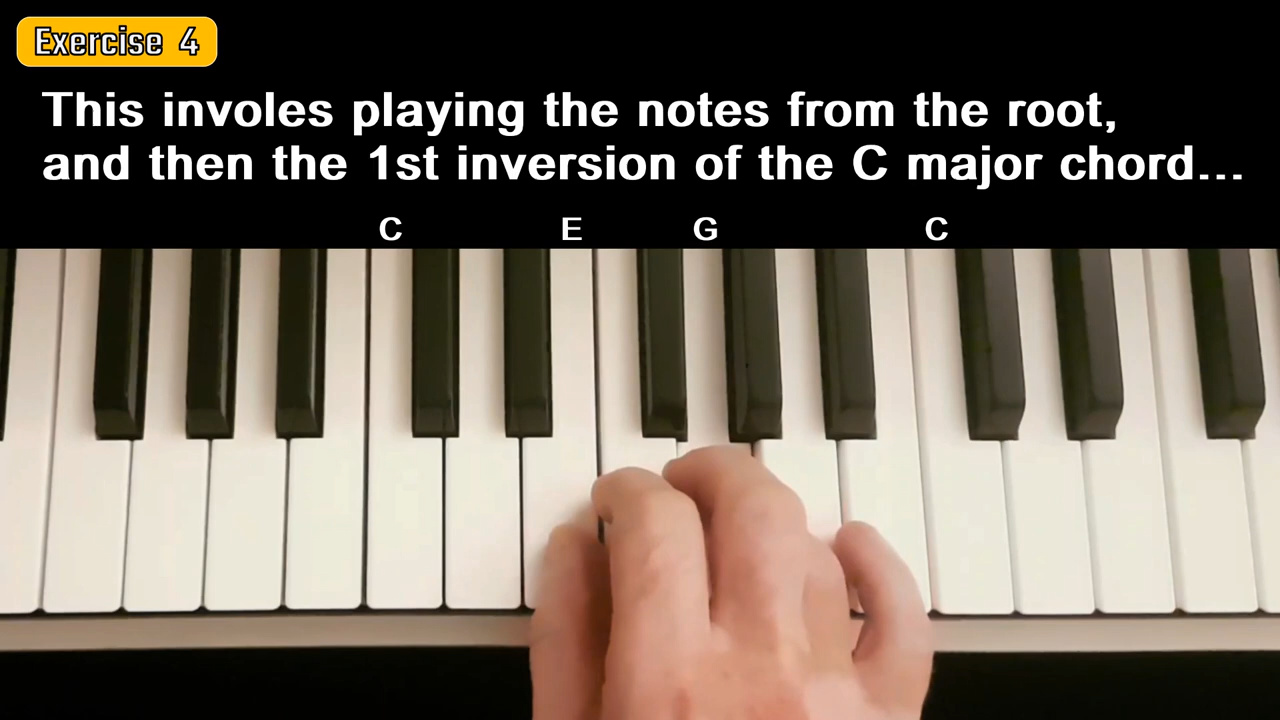 Exercise 4
This involes playing the notes from the root,
and then the 1st inversion of the C major chord...
C E G C